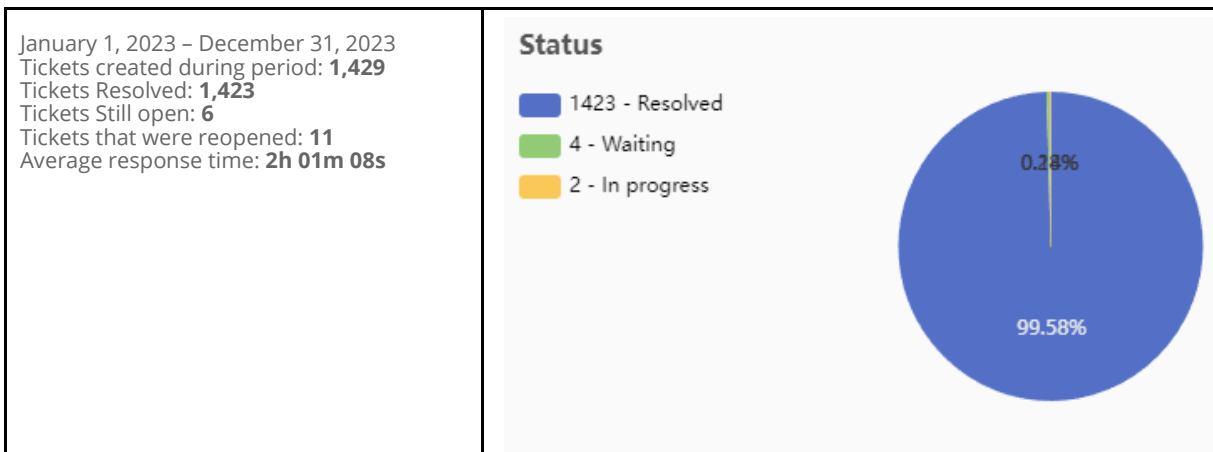 January 1, 2023 – December 31, 2023
Tickets created during period: 1,429
Tickets Resolved: 1,423
Tickets Still open: 6
Tickets that were reopened: 11
Average response time: 2h 01m 08s
Status
1423 - Resolved
4 - Waiting
2 - In progress
99.58%